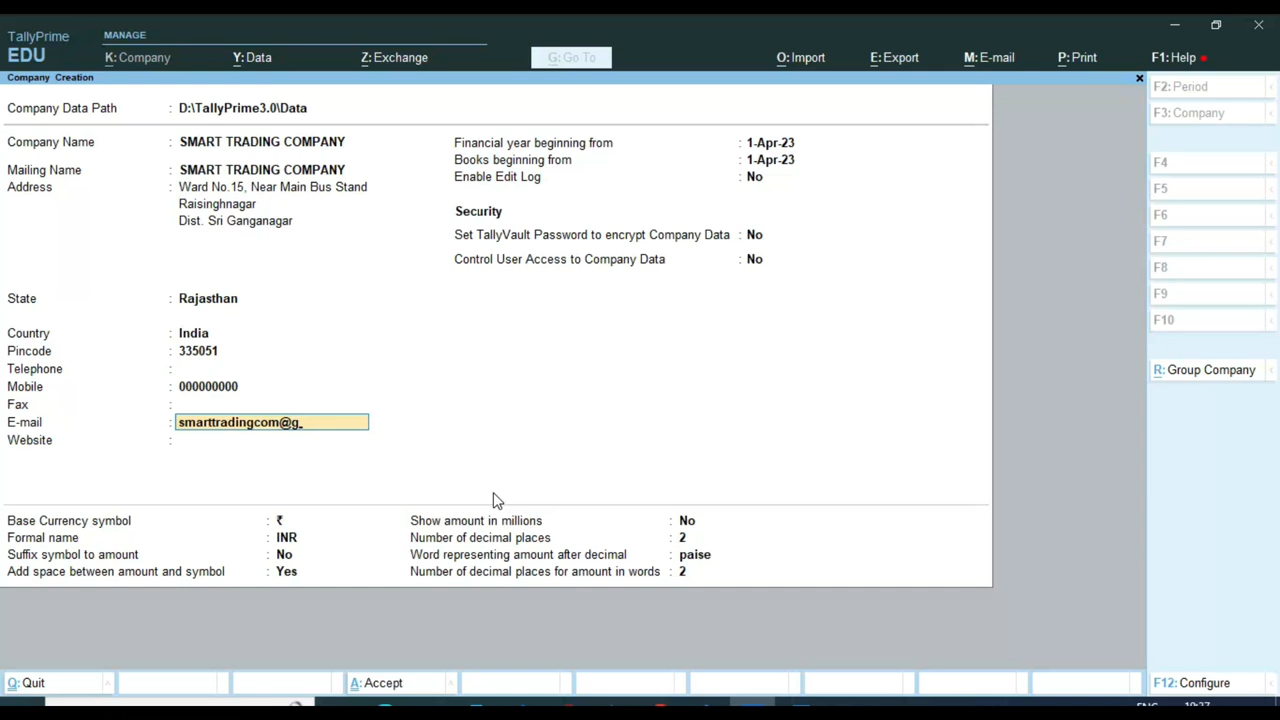 TallyPrime
EDU
MANAGE
K: Company
Y: Data
Z: Exchange
G: Go To
O: Import
E: Export
M: E-mail
P: Print
F1: Help
Company Creation
Company Data Path : D:\TallyPrime3.0\Data
Company Name : SMART TRADING COMPANY
Mailing Name : SMART TRADING COMPANY
Address : Ward No.15, Near Main Bus Stand
Raisinghnagar
Dist. Sri Ganganagar
State : Rajasthan
Country : India
Pincode : 335051
Telephone :
Mobile : 000000000
Fax :
E-mail : smarttradingcom@g
Website :
Financial year beginning from : 1-Apr-23
Books beginning from : 1-Apr-23
Enable Edit Log : No
Security
Set TallyVault Password to encrypt Company Data : No
Control User Access to Company Data : No
Base Currency symbol : ₹
Formal name : INR
Suffix symbol to amount : No
Add space between amount and symbol : Yes
Show amount in millions : No
Number of decimal places : 2
Word representing amount after decimal : paise
Number of decimal places for amount in words : 2
F2: Period
F3: Company
F4
F5
F6
F7
F8
F9
F10
R: Group Company
Q: Quit
A: Accept
F12: Configure